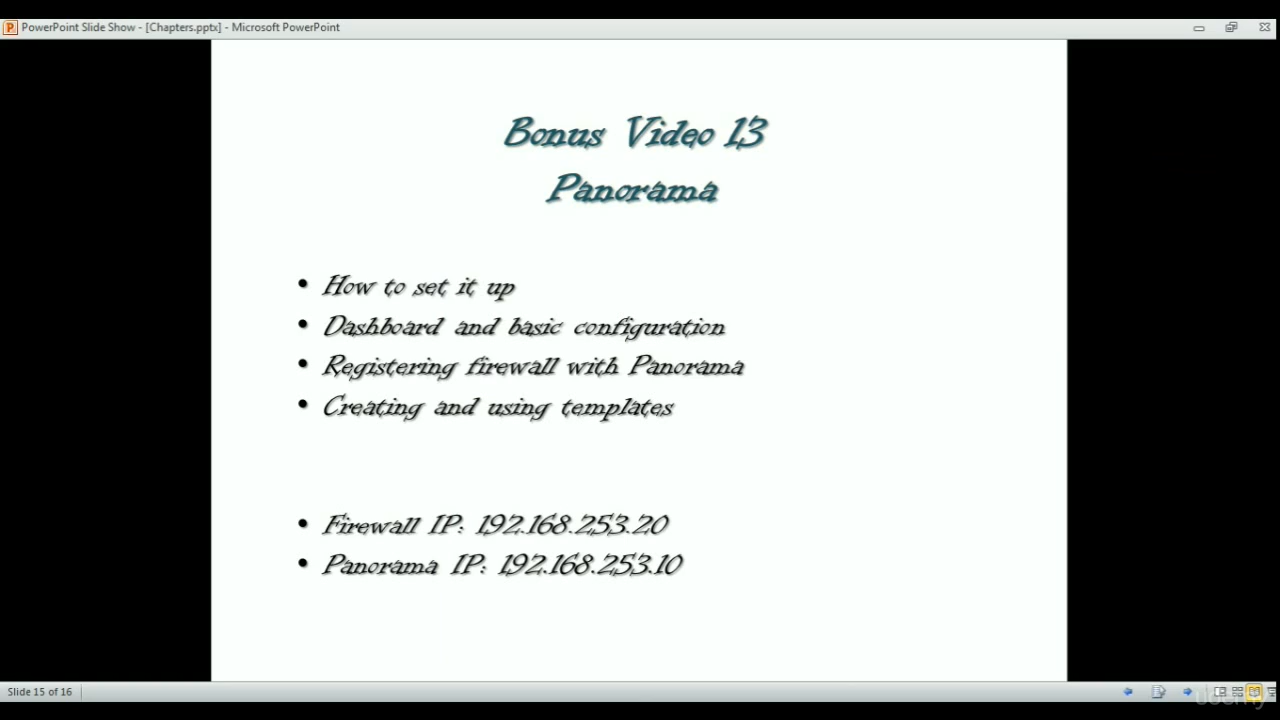 PowerPoint Slide Show - [Chapters.pptx] - Microsoft PowerPoint
Bonus Video 13
Panorama
• How to set it up
• Dashboard and basic configuration
• Registering firewall with Panorama
• Creating and using templates
• Firewall IP: 192.168.253.20
• Panorama IP: 192.168.253.10
Slide 15 of 16
udemy